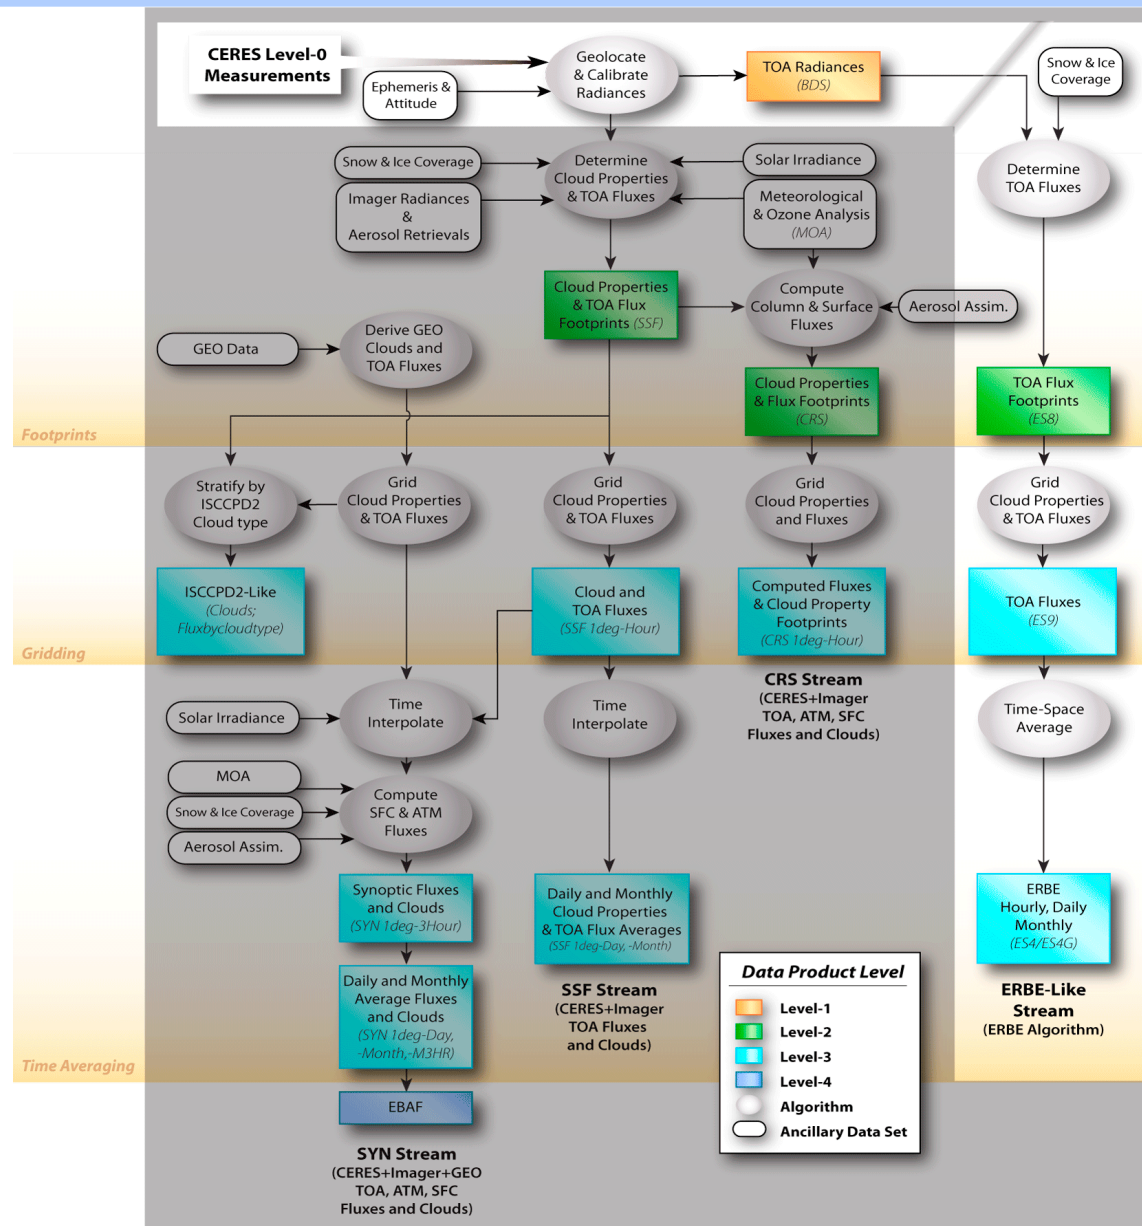 CERES Level-0
Measurements
Ephemeris &
Attitude
Geolocate
& Calibrate
Radiances
TOA Radiances
(BDS)
Snow & Ice
Coverage
Snow & Ice Coverage
Imager Radiances
&
Aerosol Retrievals
Determine
Cloud Properties
& TOA Fluxes
Solar Irradiance
Meteorological
& Ozone Analysis
(MOA)
Determine
TOA Fluxes
Cloud Properties
& TOA Flux
Footprints (SSF)
Compute
Column & Surface
Fluxes
Aerosol Assim.
GEO Data
Derive GEO
Clouds and
TOA Fluxes
Cloud Properties
& Flux Footprints
(CRS)
TOA Flux
Footprints
(ES8)
Footprints
Stratify by
ISCCPD2
Cloud type
Grid
Cloud Properties
& TOA Fluxes
Grid
Cloud Properties
& TOA Fluxes
Grid
Cloud Properties
and Fluxes
Grid
Cloud Properties
& TOA Fluxes
ISCCPD2-Like
(Clouds;
Fluxbycloudtype)
Cloud and
TOA Fluxes
(SSF 1deg-Hour)
Computed Fluxes
& Cloud Property
Footprints
(CRS 1deg-Hour)
TOA Fluxes
(ES9)
Gridding
CRS Stream
(CERES+Imager
TOA, ATM, SFC
Fluxes and Clouds)
Solar Irradiance
Time
Interpolate
Time
Interpolate
Time-Space
Average
MOA
Snow & Ice Coverage
Aerosol Assim.
Compute
SFC & ATM
Fluxes
Synoptic Fluxes
and Clouds
(SYN 1deg-3Hour)
Daily and Monthly
Cloud Properties
& TOA Flux Averages
(SSF 1deg-Day, -Month)
ERBE
Hourly, Daily
Monthly
(ES4/ES4G)
Daily and Monthly
Average Fluxes
and Clouds
(SYN 1deg-Day,
-Month,-M3HR)
SSF Stream
(CERES+Imager
TOA Fluxes
and Clouds)
ERBE-Like
Stream
(ERBE Algorithm)
Time Averaging
EBAF
SYN Stream
(CERES+Imager+GEO
TOA, ATM, SFC
Fluxes and Clouds)
Data Product Level
Level-1
Level-2
Level-3
Level-4
Algorithm
Ancillary Data Set